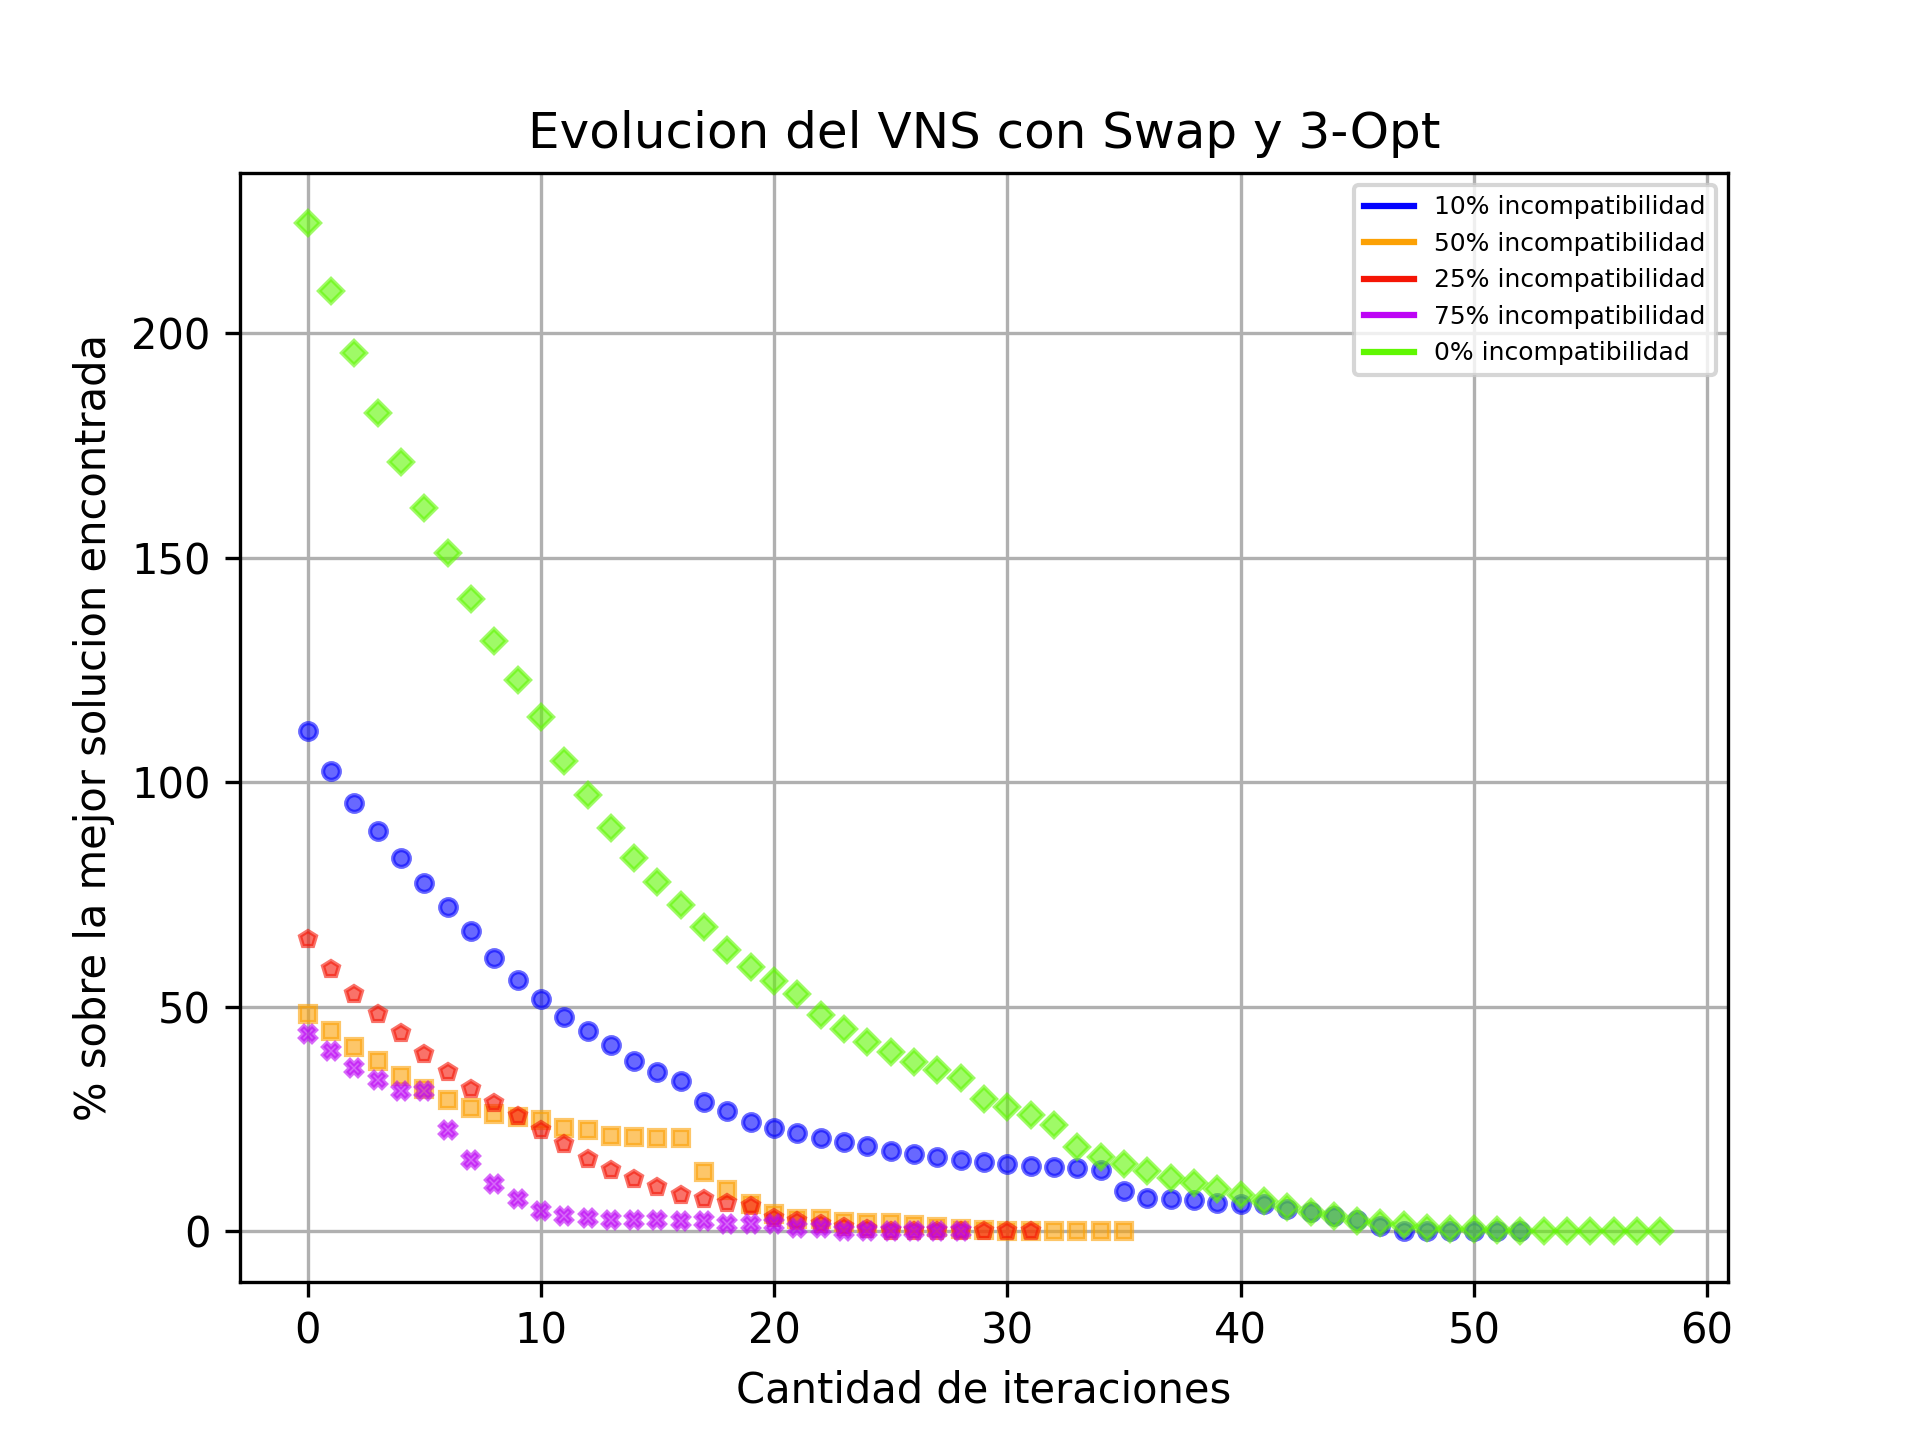 Evolucion del VNS con Swap y 3-Opt
10% incompatibilidad
50% incompatibilidad
25% incompatibilidad
75% incompatibilidad
0% incompatibilidad
% sobre la mejor solucion encontrada
200
150
100
50
0
0 10 20 30 40 50 60
Cantidad de iteraciones